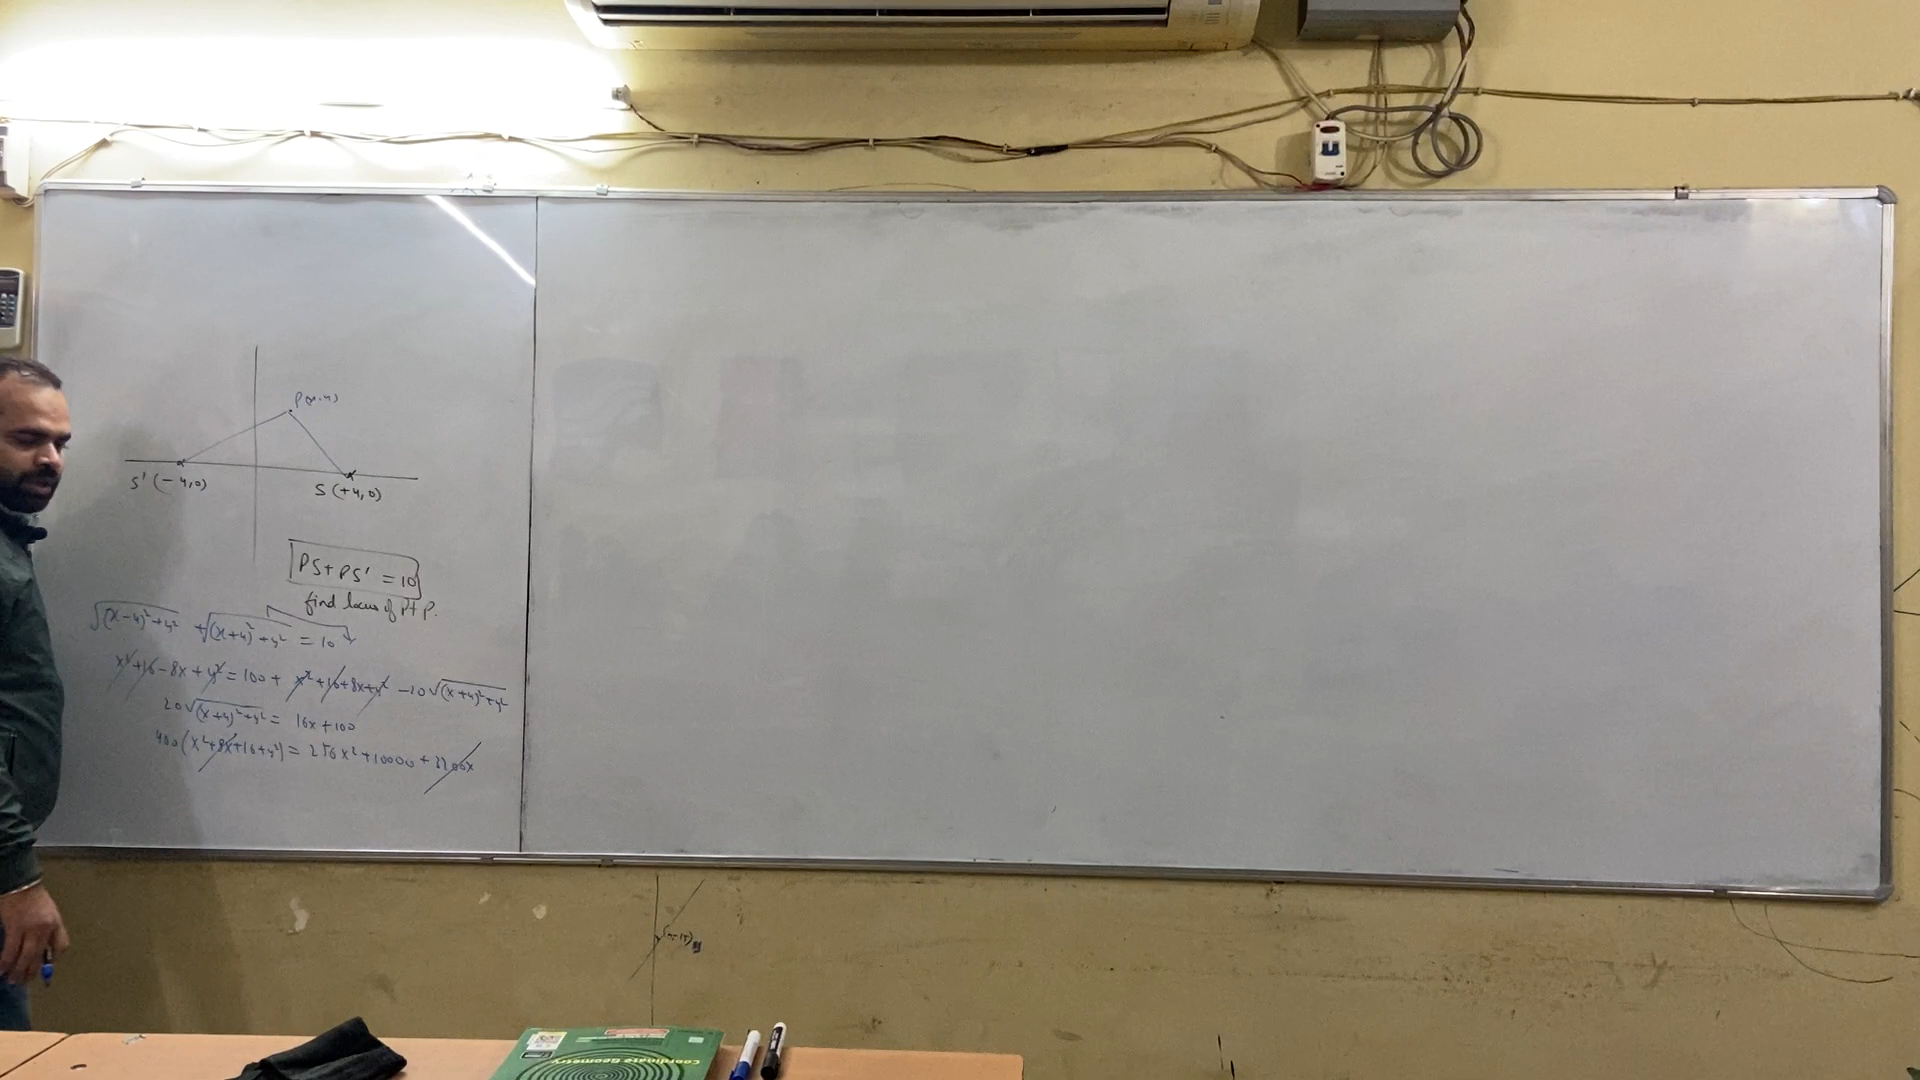 P(x,y)
S'(-4,0)
S(+4,0)
PS+PS' = 10
find locus of pt P.
√(x-4)²+y² + √(x+4)²+y² = 10
x²+16-8x+y² = 100 + x²+16+8x+y² -20√(x+4)²+y²
20√(x+4)²+y² = 16x+100
400(x²+8x+16+y²) = 256x²+10000+3200x
Coordinate Geometry